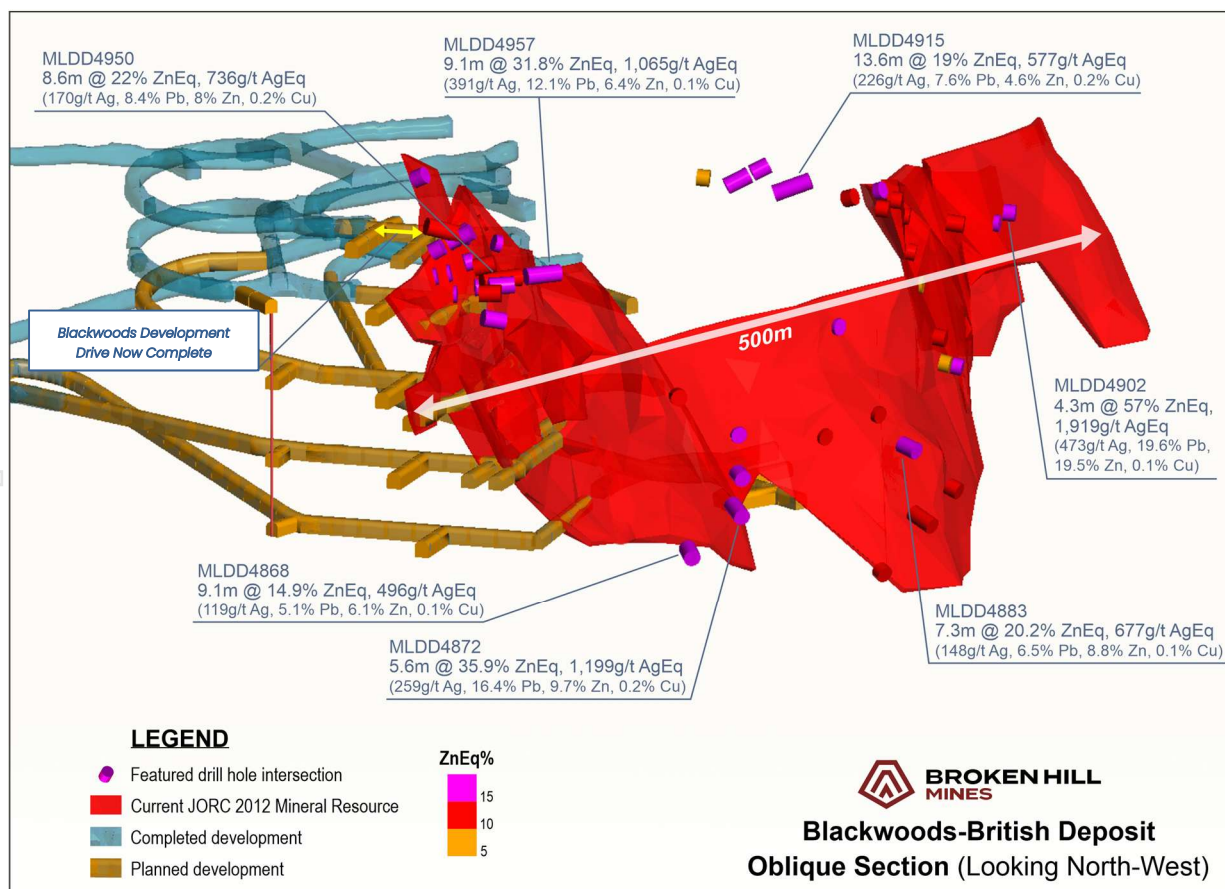 MLDD4950
8.6m @ 22% ZnEq, 736g/t AgEq
(170g/t Ag, 8.4% Pb, 8% Zn, 0.2% Cu)
MLDD4957
9.1m @ 31.8% ZnEq, 1,065g/t AgEq
(391g/t Ag, 12.1% Pb, 6.4% Zn, 0.1% Cu)
MLDD4915
13.6m @ 19% ZnEq, 577g/t AgEq
(226g/t Ag, 7.6% Pb, 4.6% Zn, 0.2% Cu)
Blackwoods Development
Drive Now Complete
500m
MLDD4902
4.3m @ 57% ZnEq,
1,919g/t AgEq
(473g/t Ag, 19.6% Pb,
19.5% Zn, 0.1% Cu)
MLDD4868
9.1m @ 14.9% ZnEq, 496g/t AgEq
(119g/t Ag, 5.1% Pb, 6.1% Zn, 0.1% Cu)
MLDD4872
5.6m @ 35.9% ZnEq, 1,199g/t AgEq
(259g/t Ag, 16.4% Pb, 9.7% Zn, 0.2% Cu)
MLDD4883
7.3m @ 20.2% ZnEq, 677g/t AgEq
(148g/t Ag, 6.5% Pb, 8.8% Zn, 0.1% Cu)
LEGEND
Featured drill hole intersection
Current JORC 2012 Mineral Resource
Completed development
Planned development
ZnEq%
15
10
5
BROKEN HILL
MINES
Blackwoods-British Deposit
Oblique Section (Looking North-West)